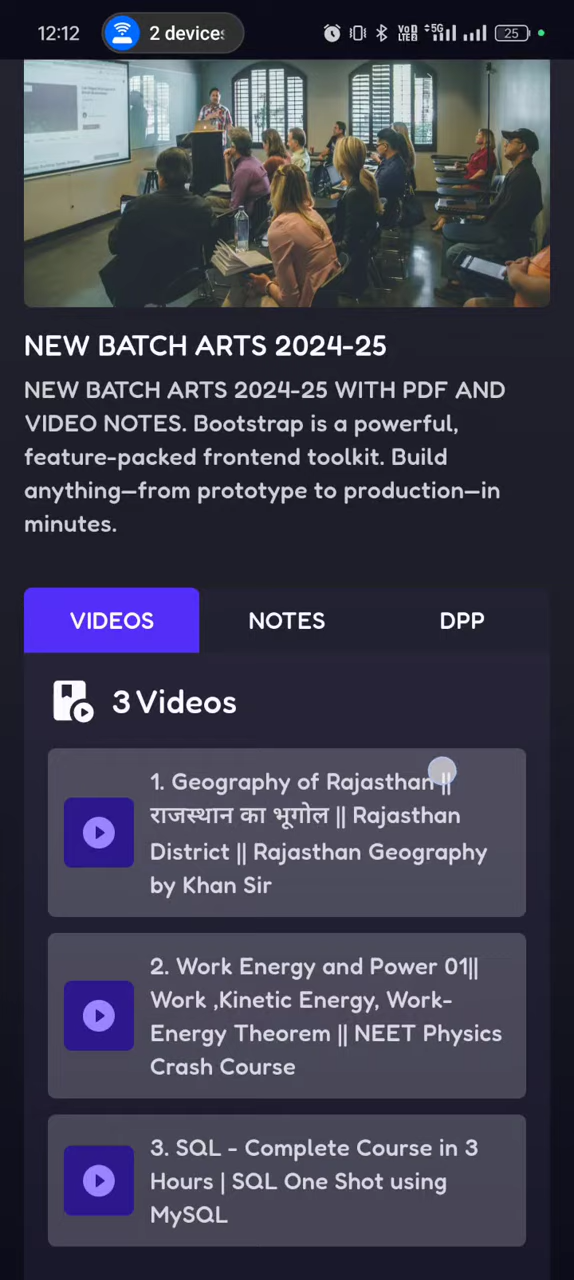 12:12
2 devices
VoD
LTE2
5G
25
NEW BATCH ARTS 2024-25
NEW BATCH ARTS 2024-25 WITH PDF AND
VIDEO NOTES. Bootstrap is a powerful,
feature-packed frontend toolkit. Build
anything—from prototype to production—in
minutes.
VIDEOS
NOTES
DPP
3 Videos
1. Geography of Rajasthan ||
राजस्थान का भूगोल || Rajasthan
District || Rajasthan Geography
by Khan Sir
2. Work Energy and Power 01||
Work ,Kinetic Energy, Work-
Energy Theorem || NEET Physics
Crash Course
3. SQL - Complete Course in 3
Hours | SQL One Shot using
MySQL